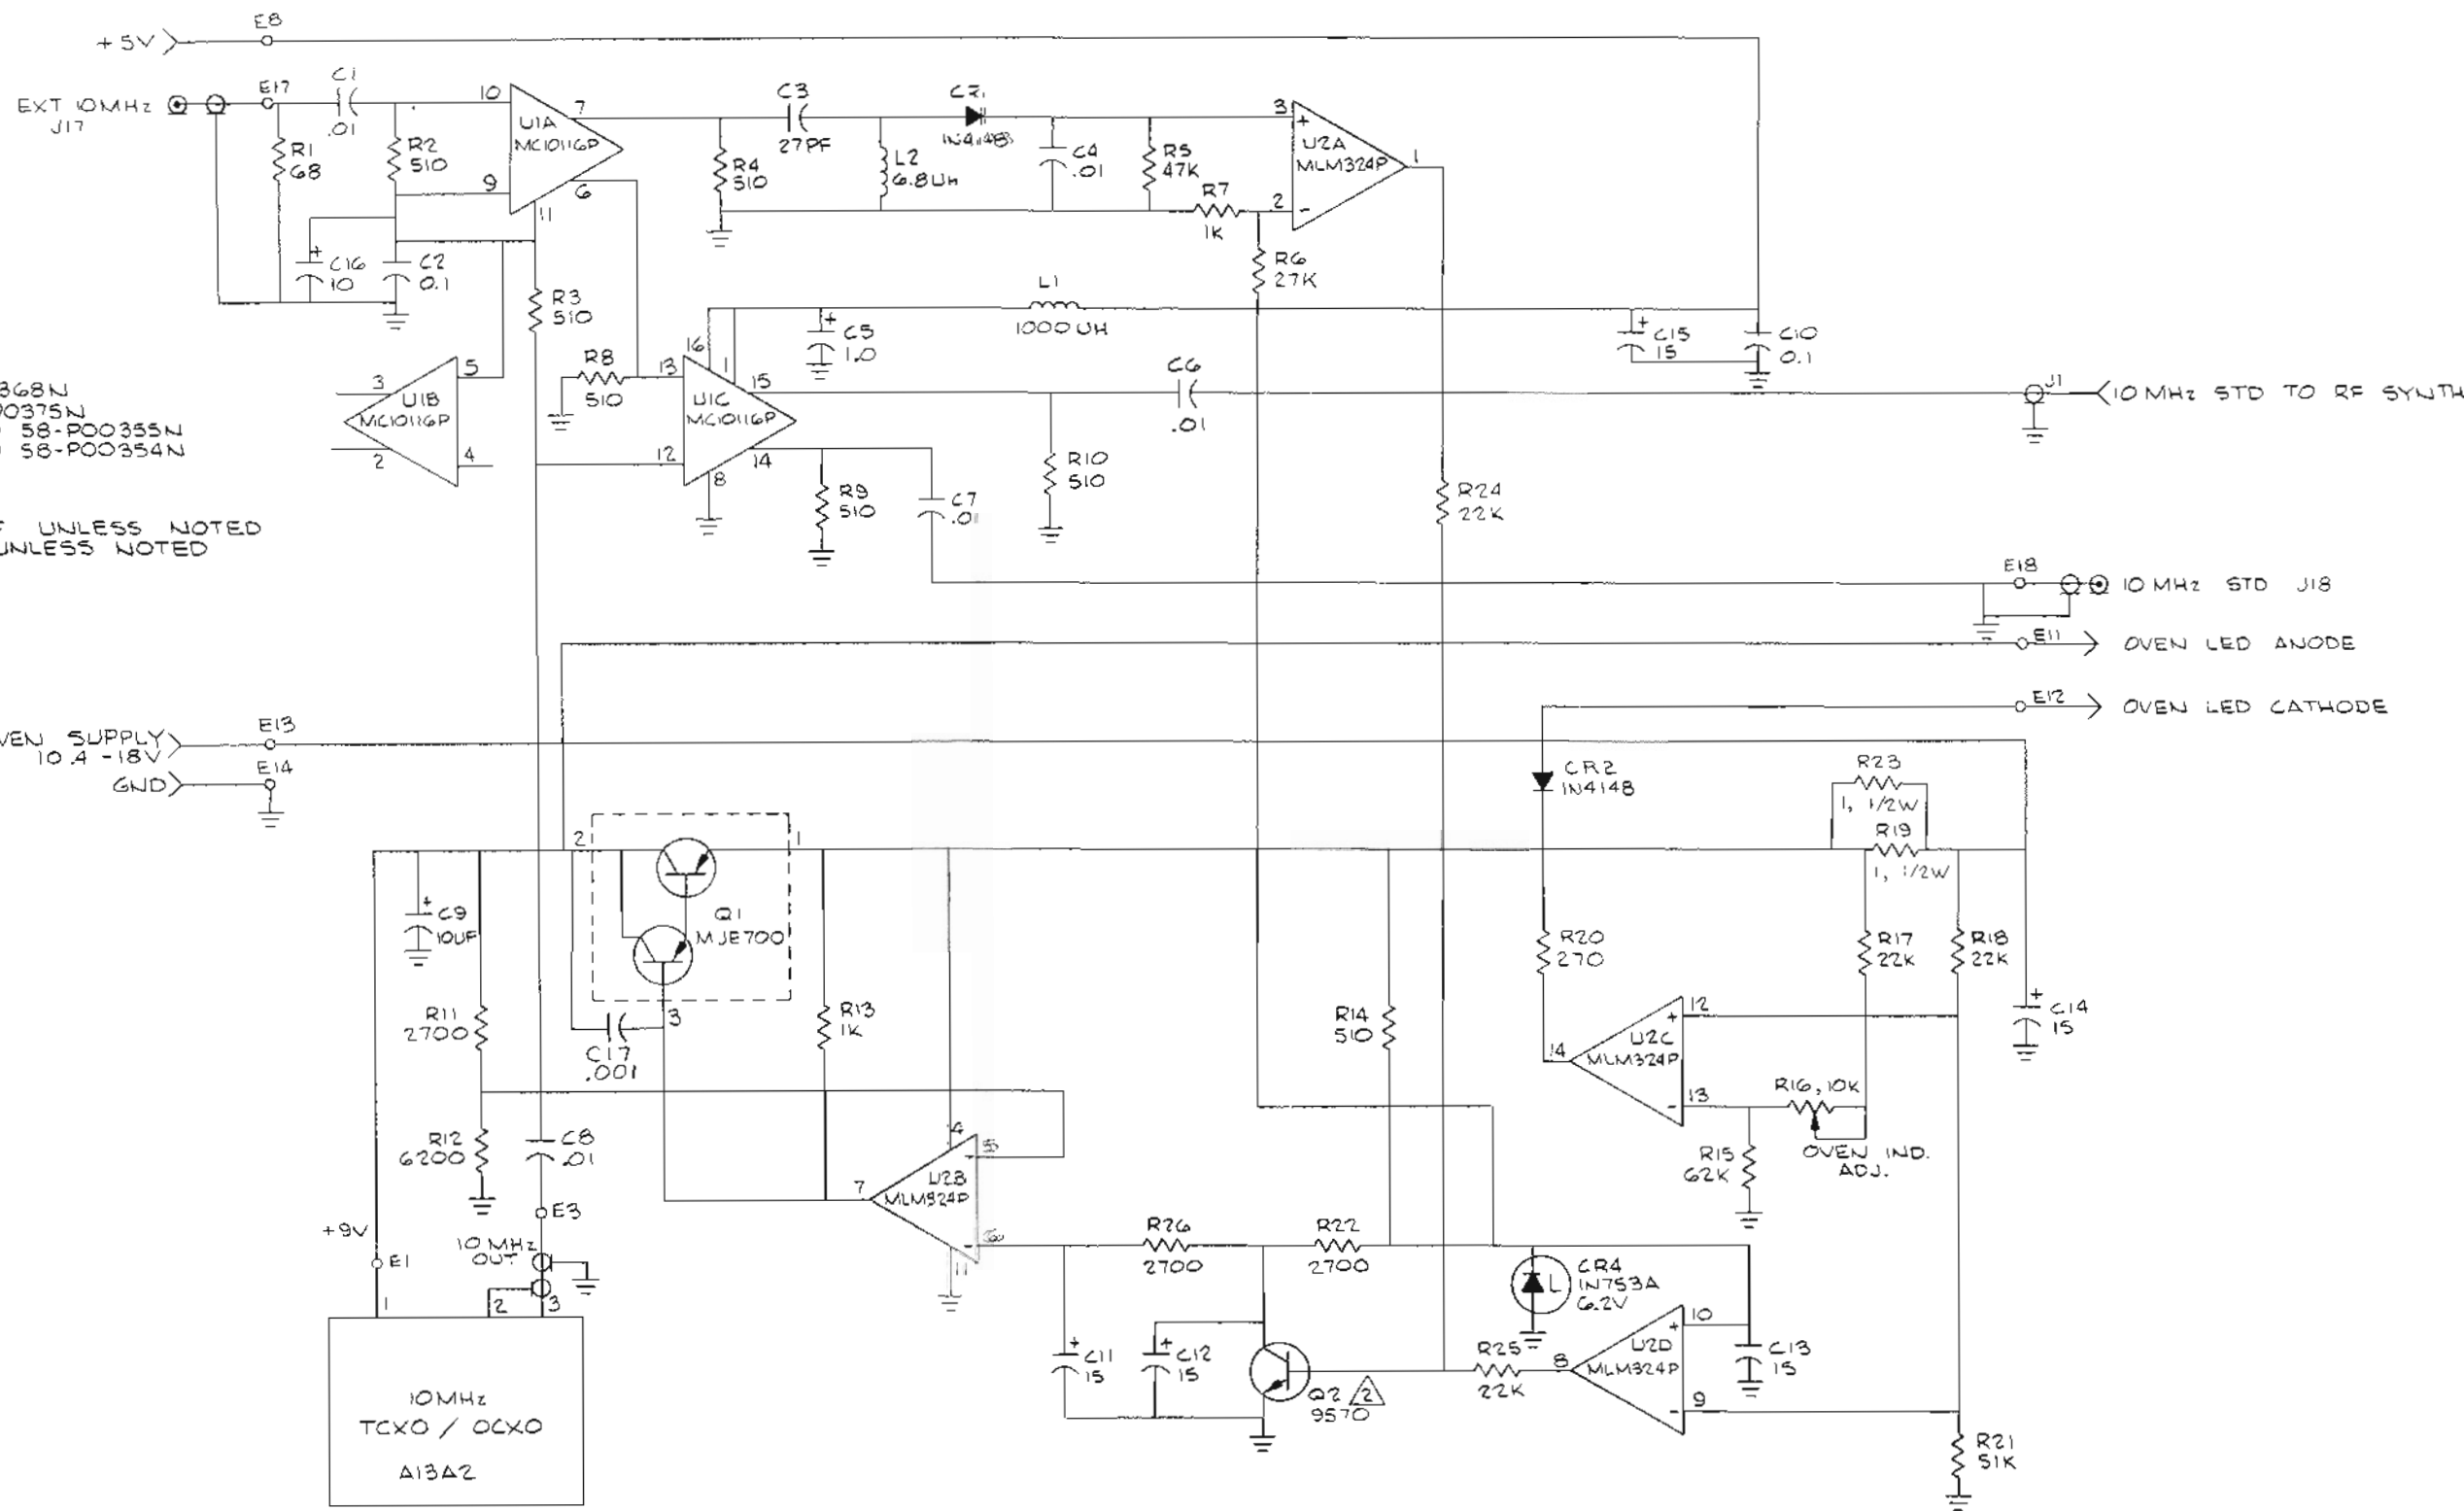 E8
+5V
EXT 10MHz
J17
E17
C1
.01
R1
68
R2
510
10
9
7
6
11
U1A
MC10116P
C16
10
C2
0.1
R3
510
R4
510
C3
27PF
L2
6.8UH
1N4148
C4
.01
R5
47K
R7
1K
3
2
1
U2A
MLM324P
R6
27K
L1
1000UH
C5
1.0
C15
15
C10
0.1
368N
00375N
58-P00355N
58-P00354N
3
5
U1B
MC10116P
2
4
R8
510
16
13
1
15
U1C
MC10116P
12
14
8
C6
.01
J1
10 MHz STD TO RF SYNTH
R9
510
C7
.01
R10
510
R24
22K
UNLESS NOTED
UNLESS NOTED
E18
10 MHz STD J18
E11
OVEN LED ANODE
E12
OVEN LED CATHODE
VEN SUPPLY
10.4-18V
E13
GND
E14
CR2
1N4148
R23
1, 1/2W
R19
1, 1/2W
2
1
Q1
MJE700
3
C9
10UF
R11
2700
C17
.001
R13
1K
R14
510
R20
270
R17
22K
R18
22K
C14
15
12
U2C
MLM324P
14
13
R16, 10K
OVEN IND.
ADJ.
R15
62K
R12
6200
C8
.01
E3
4
5
U2B
MLM324P
7
6
11
R26
2700
R22
2700
CR4
1N753A
6.2V
+9V
E1
10 MHz
OUT
1
2
3
C11
15
C12
15
Q2
2
9570
R25
22K
8
10
U2D
MLM324P
9
C13
15
R21
51K
10MHz
TCXO / OCXO
A13A2